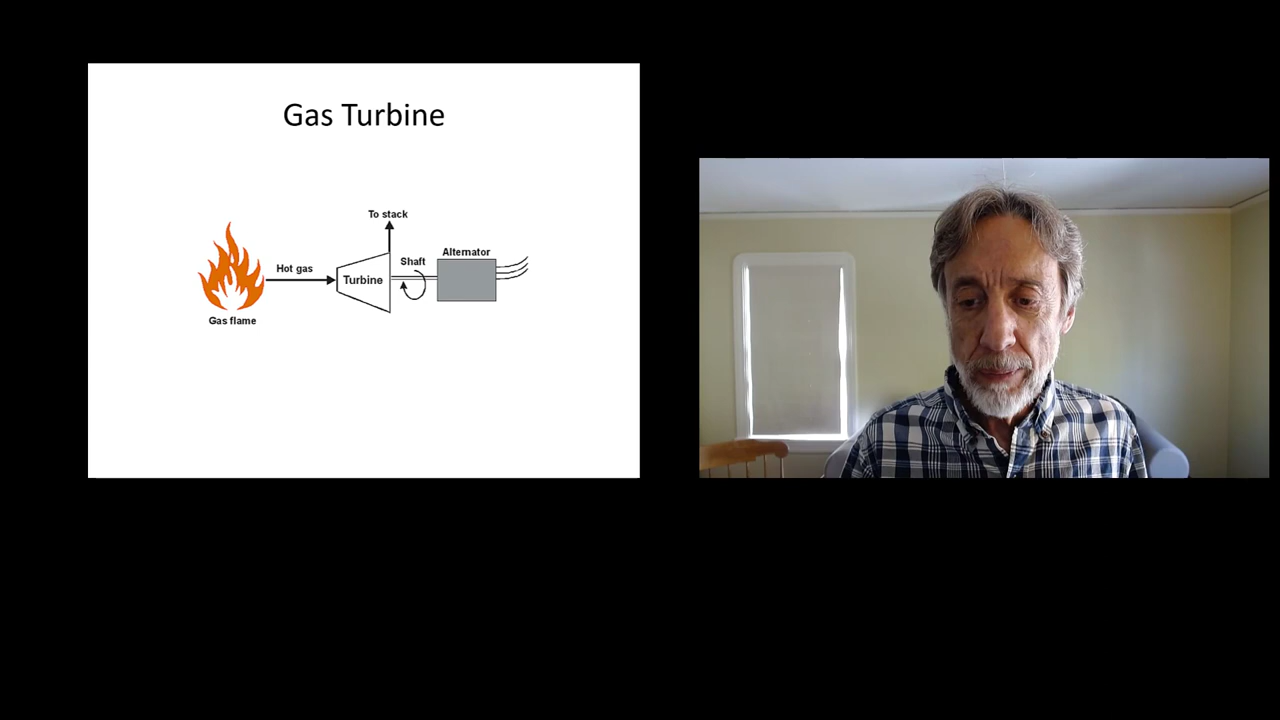 Gas Turbine
To stack
Alternator
Shaft
Hot gas
Turbine
Gas flame